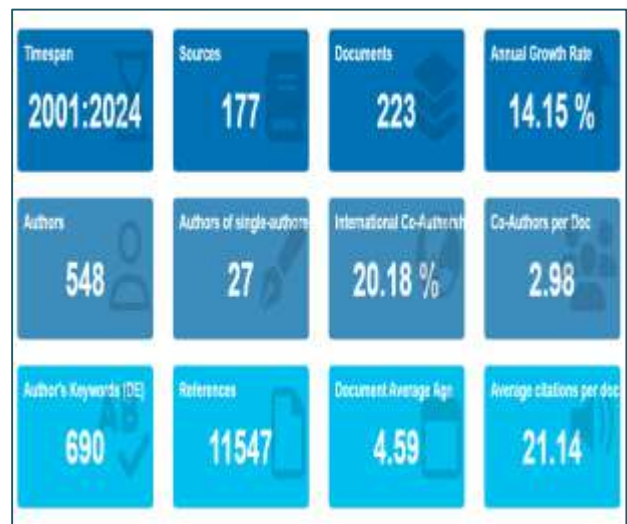 Timespan
2001:2024
Sources
177
Documents
223
Annual Growth Rate
14.15 %
Authors
548
Authors of single-authore
27
International Co-Authorsh
20.18 %
Co-Authors per Doc
2.98
Author's Keywords (DE)
690
References
11547
Document Average Age
4.59
Average citations per doc
21.14